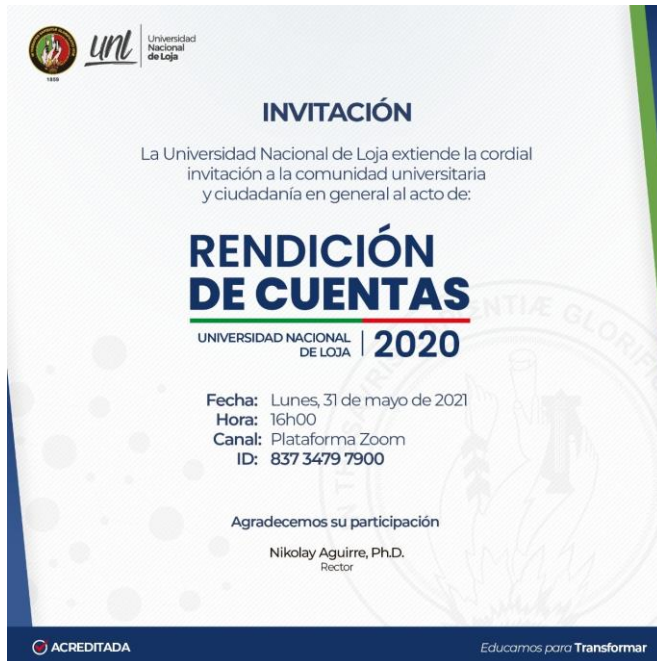 1859
unl
Universidad
Nacional
de Loja
INVITACIÓN
La Universidad Nacional de Loja extiende la cordial
invitación a la comunidad universitaria
y ciudadanía en general al acto de:
RENDICIÓN
DE CUENTAS
UNIVERSIDAD NACIONAL
DE LOJA
2020
Fecha: Lunes, 31 de mayo de 2021
Hora: 16h00
Canal: Plataforma Zoom
ID: 837 3479 7900
Agradecemos su participación
Nikolay Aguirre, Ph.D.
Rector
ACREDITADA
Educamos para Transformar